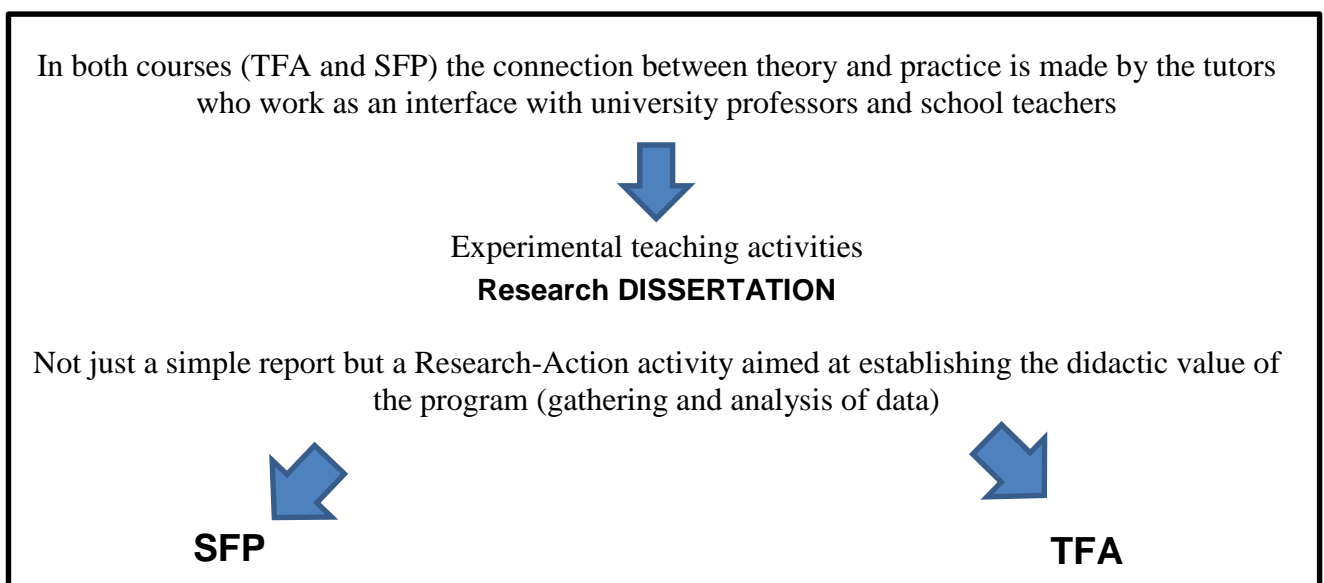 In both courses (TFA and SFP) the connection between theory and practice is made by the tutors
who work as an interface with university professors and school teachers
Experimental teaching activities
Research DISSERTATION
Not just a simple report but a Research-Action activity aimed at establishing the didactic value of
the program (gathering and analysis of data)
SFP
TFA